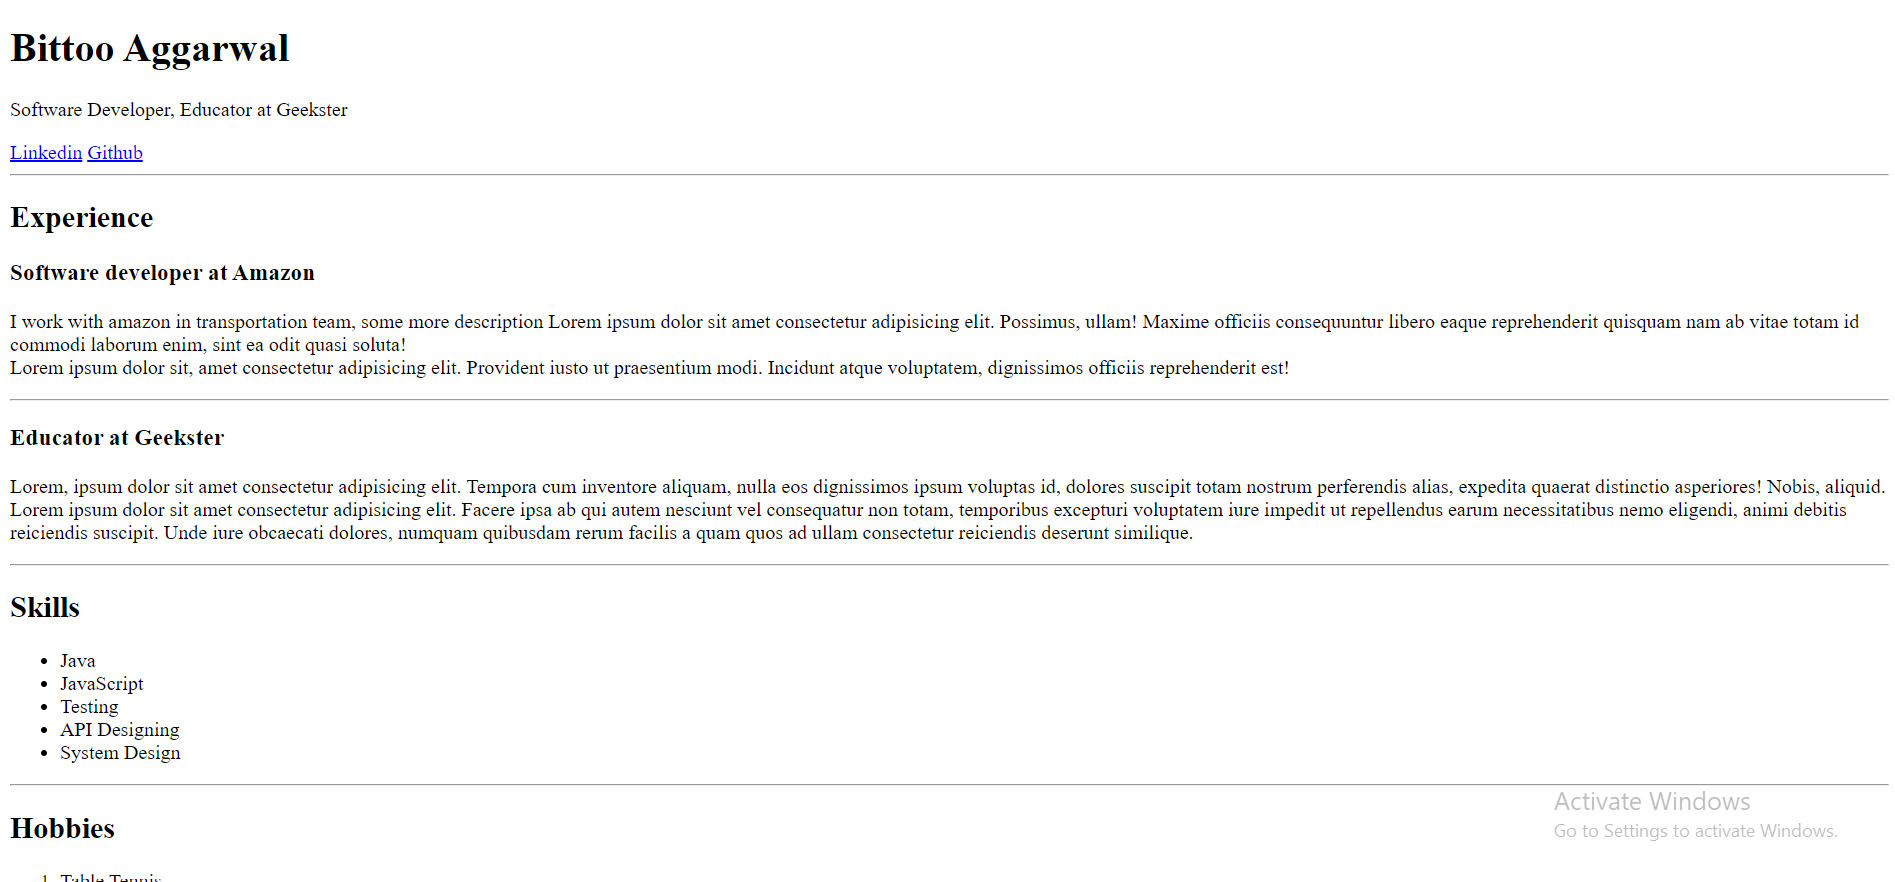 Bittoo Aggarwal
Software Developer, Educator at Geekster
Linkedin Github
Experience
Software developer at Amazon
I work with amazon in transportation team, some more description Lorem ipsum dolor sit amet consectetur adipisicing elit. Possimus, ullam! Maxime officiis consequuntur libero eaque reprehenderit quisquam nam ab vitae totam id
commodi laborum enim, sint ea odit quasi soluta!
Lorem ipsum dolor sit, amet consectetur adipisicing elit. Provident iusto ut praesentium modi. Incidunt atque voluptatem, dignissimos officiis reprehenderit est!
Educator at Geekster
Lorem, ipsum dolor sit amet consectetur adipisicing elit. Tempora cum inventore aliquam, nulla eos dignissimos ipsum voluptas id, dolores suscipit totam nostrum perferendis alias, expedita quaerat distinctio asperiores! Nobis, aliquid.
Lorem ipsum dolor sit amet consectetur adipisicing elit. Facere ipsa ab qui autem nesciunt vel consequatur non totam, temporibus excepturi voluptatem iure impedit ut repellendus earum necessitatibus nemo eligendi, animi debitis
reiciendis suscipit. Unde iure obcaecati dolores, numquam quibusdam rerum facilis a quam quos ad ullam consectetur reiciendis deserunt similique.
Skills
• Java
• JavaScript
• Testing
• API Designing
• System Design
Activate Windows
Go to Settings to activate Windows.
Hobbies
1. Table Tennis